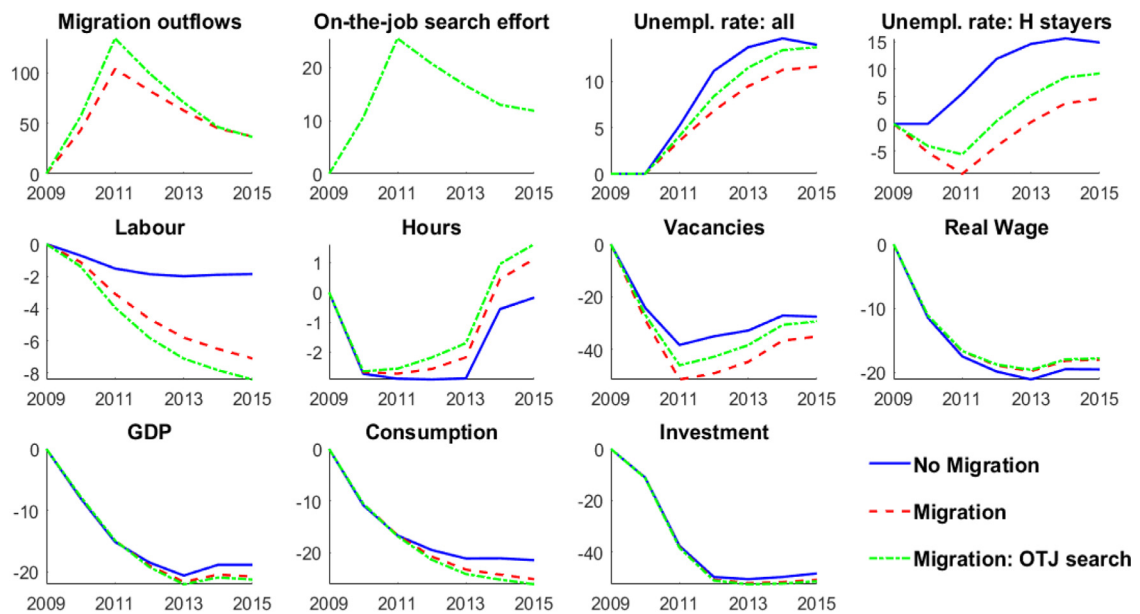 Migration outflows
On-the-job search effort
Unempl. rate: all
Unempl. rate: H stayers
100
50
0
2009 2011 2013 2015
20
10
0
2009 2011 2013 2015
10
5
0
2009 2011 2013 2015
15
10
5
0
-5
2009 2011 2013 2015
Labour
Hours
Vacancies
Real Wage
0
-2
-4
-6
-8
2009 2011 2013 2015
1
0
-1
-2
2009 2011 2013 2015
0
-20
-40
2009 2011 2013 2015
0
-10
-20
2009 2011 2013 2015
GDP
Consumption
Investment
0
-10
-20
2009 2011 2013 2015
0
-10
-20
2009 2011 2013 2015
0
-20
-40
2009 2011 2013 2015
No Migration
Migration
Migration: OTJ search